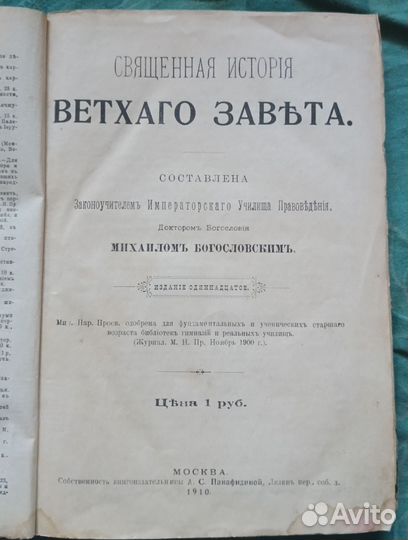 СВЯЩЕННАЯ ИСТОРІЯ
ВЕТХАГО ЗАВѢТА.
СОСТАВЛЕНА
Законоучителемъ Императорскаго Училища Правовѣдѣнія,
Докторомъ Богословія
МИХАИЛОМЪ БОГОСЛОВСКИМЪ.
ИЗДАНІЕ ОДИННАДЦАТОЕ.
Мин. Нар. Просв. одобрена для фундаментальныхъ и ученическихъ старшаго
возраста библіотекъ гимназій и реальныхъ училищъ.
(Журнал. М. Н. Пр. Ноябрь 1900 г.).
Цѣна 1 руб.
МОСКВА.
Собственность книгоиздательницы А. С. Панафидиной, Лялинъ пер., соб. д.
1910.
Avito